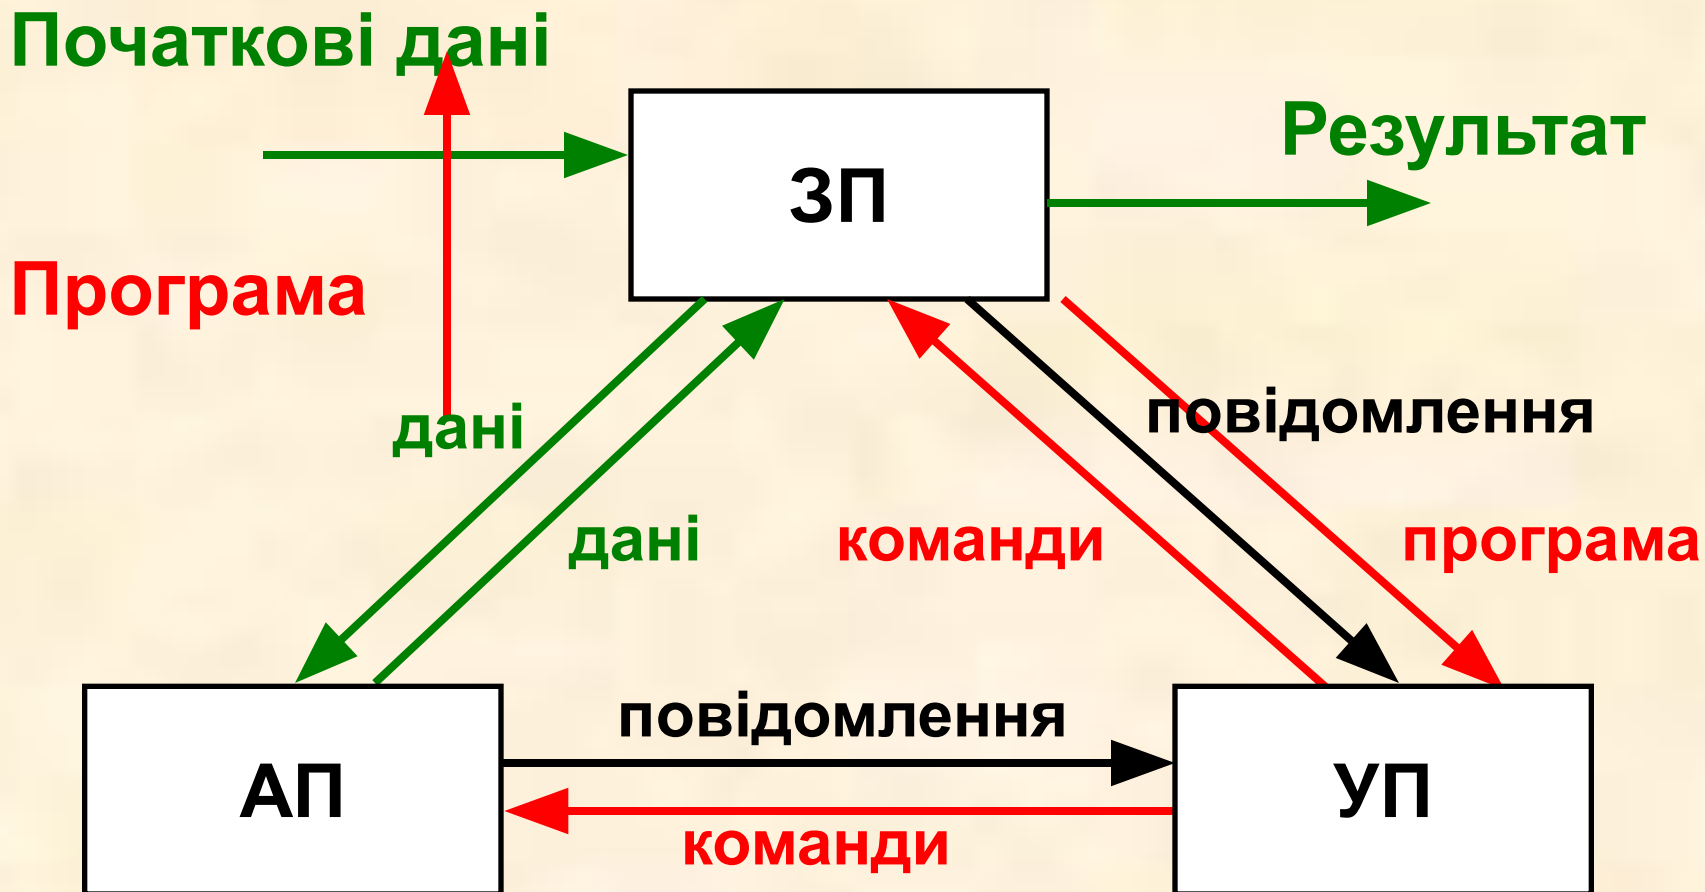 Початкові дані
Результат
ЗП
Програма
повідомлення
дані
дані
команди
програма
повідомлення
АП
УП
команди